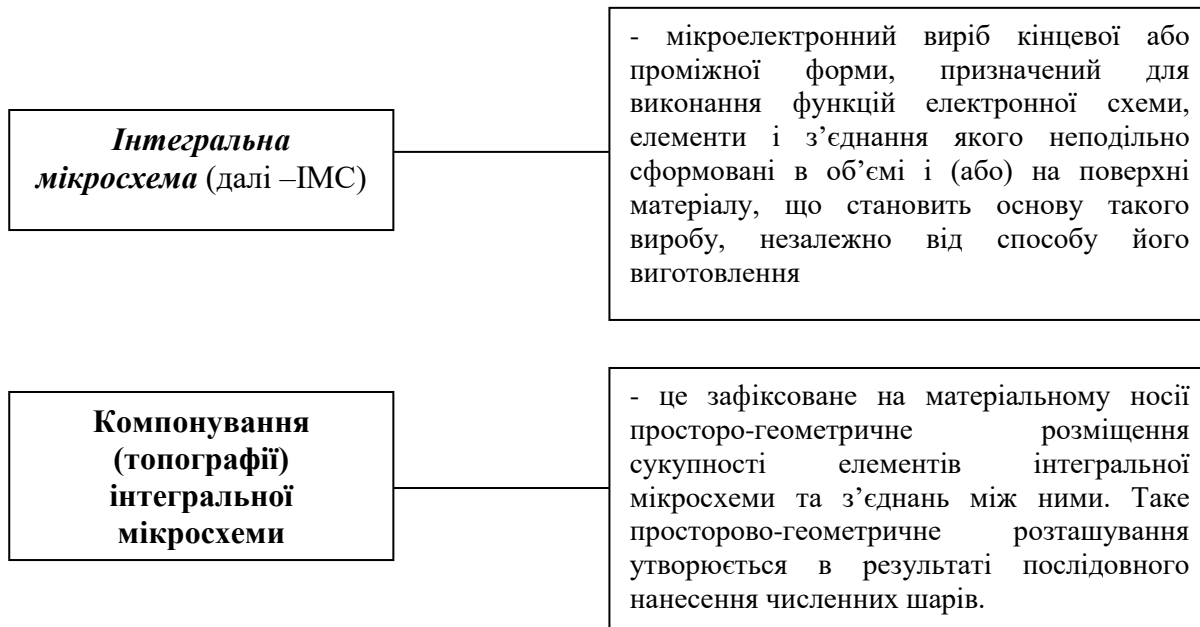 Інтегральна
мікросхема (далі –ІМС)
- мікроелектронний виріб кінцевої або
проміжної форми, призначений для
виконання функцій електронної схеми,
елементи і з’єднання якого неподільно
сформовані в об’ємі і (або) на поверхні
матеріалу, що становить основу такого
виробу, незалежно від способу його
виготовлення
Компонування
(топографії)
інтегральної
мікросхеми
- це зафіксоване на матеріальному носії
просторо-геометричне розміщення
сукупності елементів інтегральної
мікросхеми та з’єднань між ними. Таке
просторово-геометричне розташування
утворюється в результаті послідовного
нанесення численних шарів.